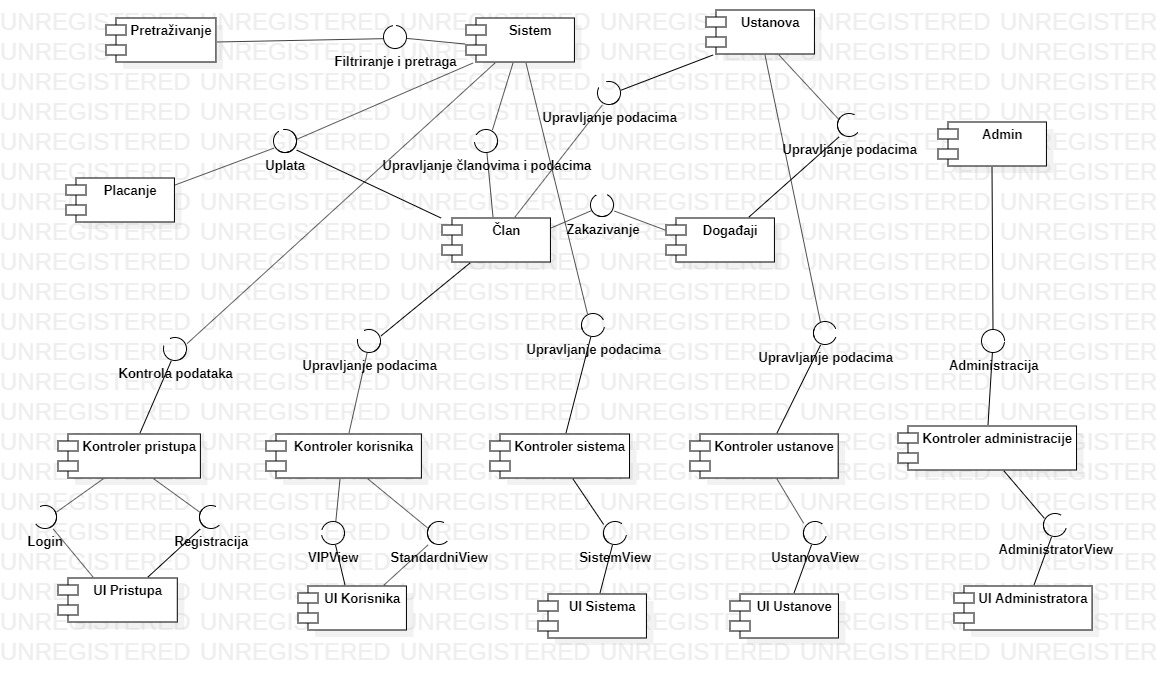 Pretraživanje
Sistem
Ustanova
Filtriranje i pretraga
Upravljanje podacima
Admin
Uplata
Upravljanje članovima i podacima
Upravljanje podacima
Placanje
Član
Zakazivanje
Događaji
Kontrola podataka
Upravljanje podacima
Upravljanje podacima
Upravljanje podacima
Administracija
Kontroler pristupa
Kontroler korisnika
Kontroler sistema
Kontroler ustanove
Kontroler administracije
Login
Registracija
VIPView
StandardniView
SistemView
UstanovaView
AdministratorView
UI Pristupa
UI Korisnika
UI Sistema
UI Ustanove
UI Administratora
UNREGISTERED